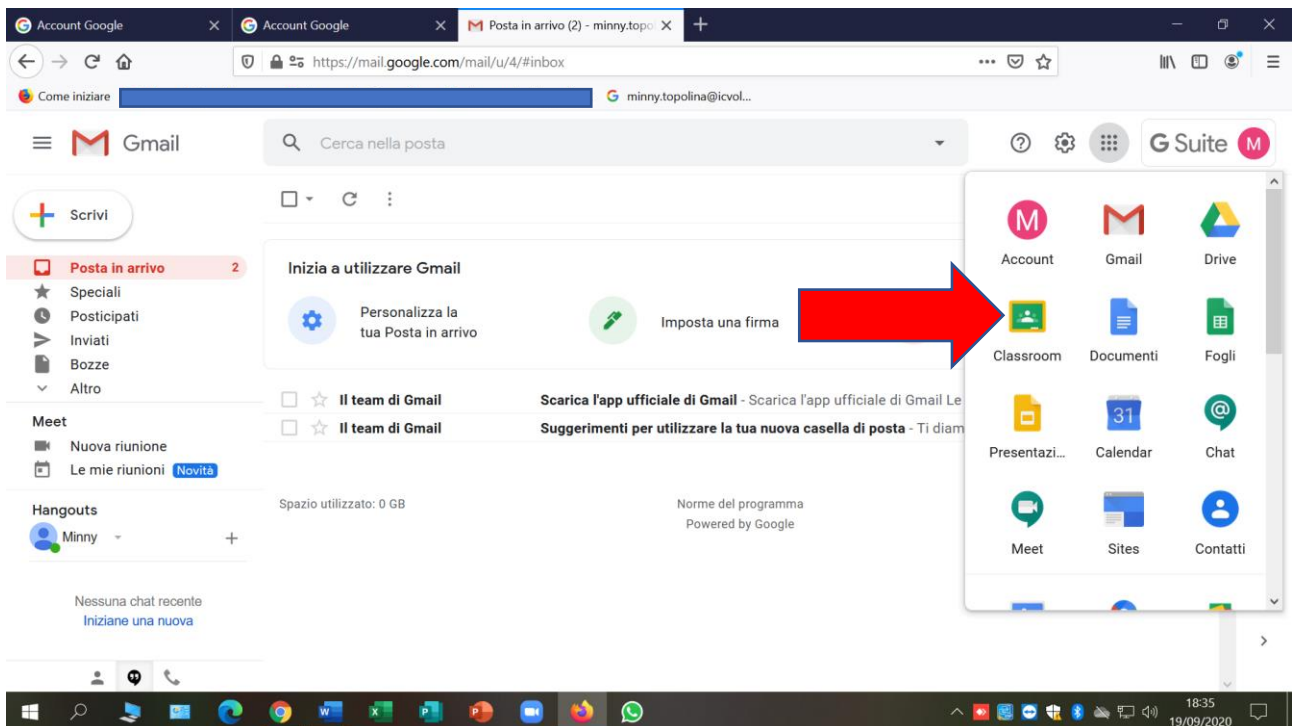 Account Google
Account Google
Posta in arrivo (2) - minny.topo
https://mail.google.com/mail/u/4/#inbox
Come iniziare
minny.topolina@icvol...
Gmail
Cerca nella posta
G Suite
M
Scrivi
Posta in arrivo 2
Speciali
Posticipati
Inviati
Bozze
Altro
Meet
Nuova riunione
Le mie riunioni Novità
Hangouts
Minny
Nessuna chat recente
Iniziane una nuova
Inizia a utilizzare Gmail
Personalizza la
tua Posta in arrivo
Imposta una firma
Il team di Gmail Scarica l'app ufficiale di Gmail - Scarica l'app ufficiale di Gmail Le
Il team di Gmail Suggerimenti per utilizzare la tua nuova casella di posta - Ti diam
Spazio utilizzato: 0 GB
Norme del programma
Powered by Google
M
Account Gmail Drive
Classroom Documenti Fogli
31
Presentazi... Calendar Chat
Meet Sites Contatti
18:35
19/09/2020